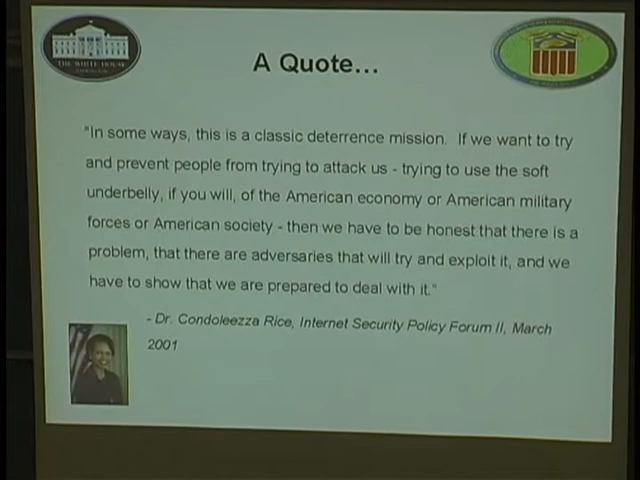 A Quote...
THE WHITE HOUSE
"In some ways, this is a classic deterrence mission.  If we want to try
and prevent people from trying to attack us - trying to use the soft
underbelly, if you will, of the American economy or American military
forces or American society - then we have to be honest that there is a
problem, that there are adversaries that will try and exploit it, and we
have to show that we are prepared to deal with it."
- Dr. Condoleezza Rice, Internet Security Policy Forum II, March
2001